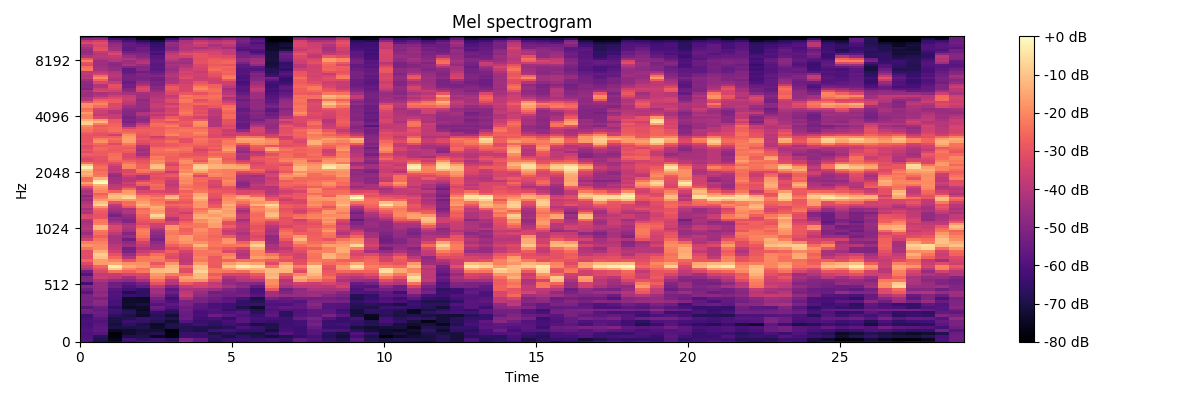 Mel spectrogram
8192
4096
2048
1024
512
0
Hz
0 5 10 15 20 25
Time
+0 dB
-10 dB
-20 dB
-30 dB
-40 dB
-50 dB
-60 dB
-70 dB
-80 dB